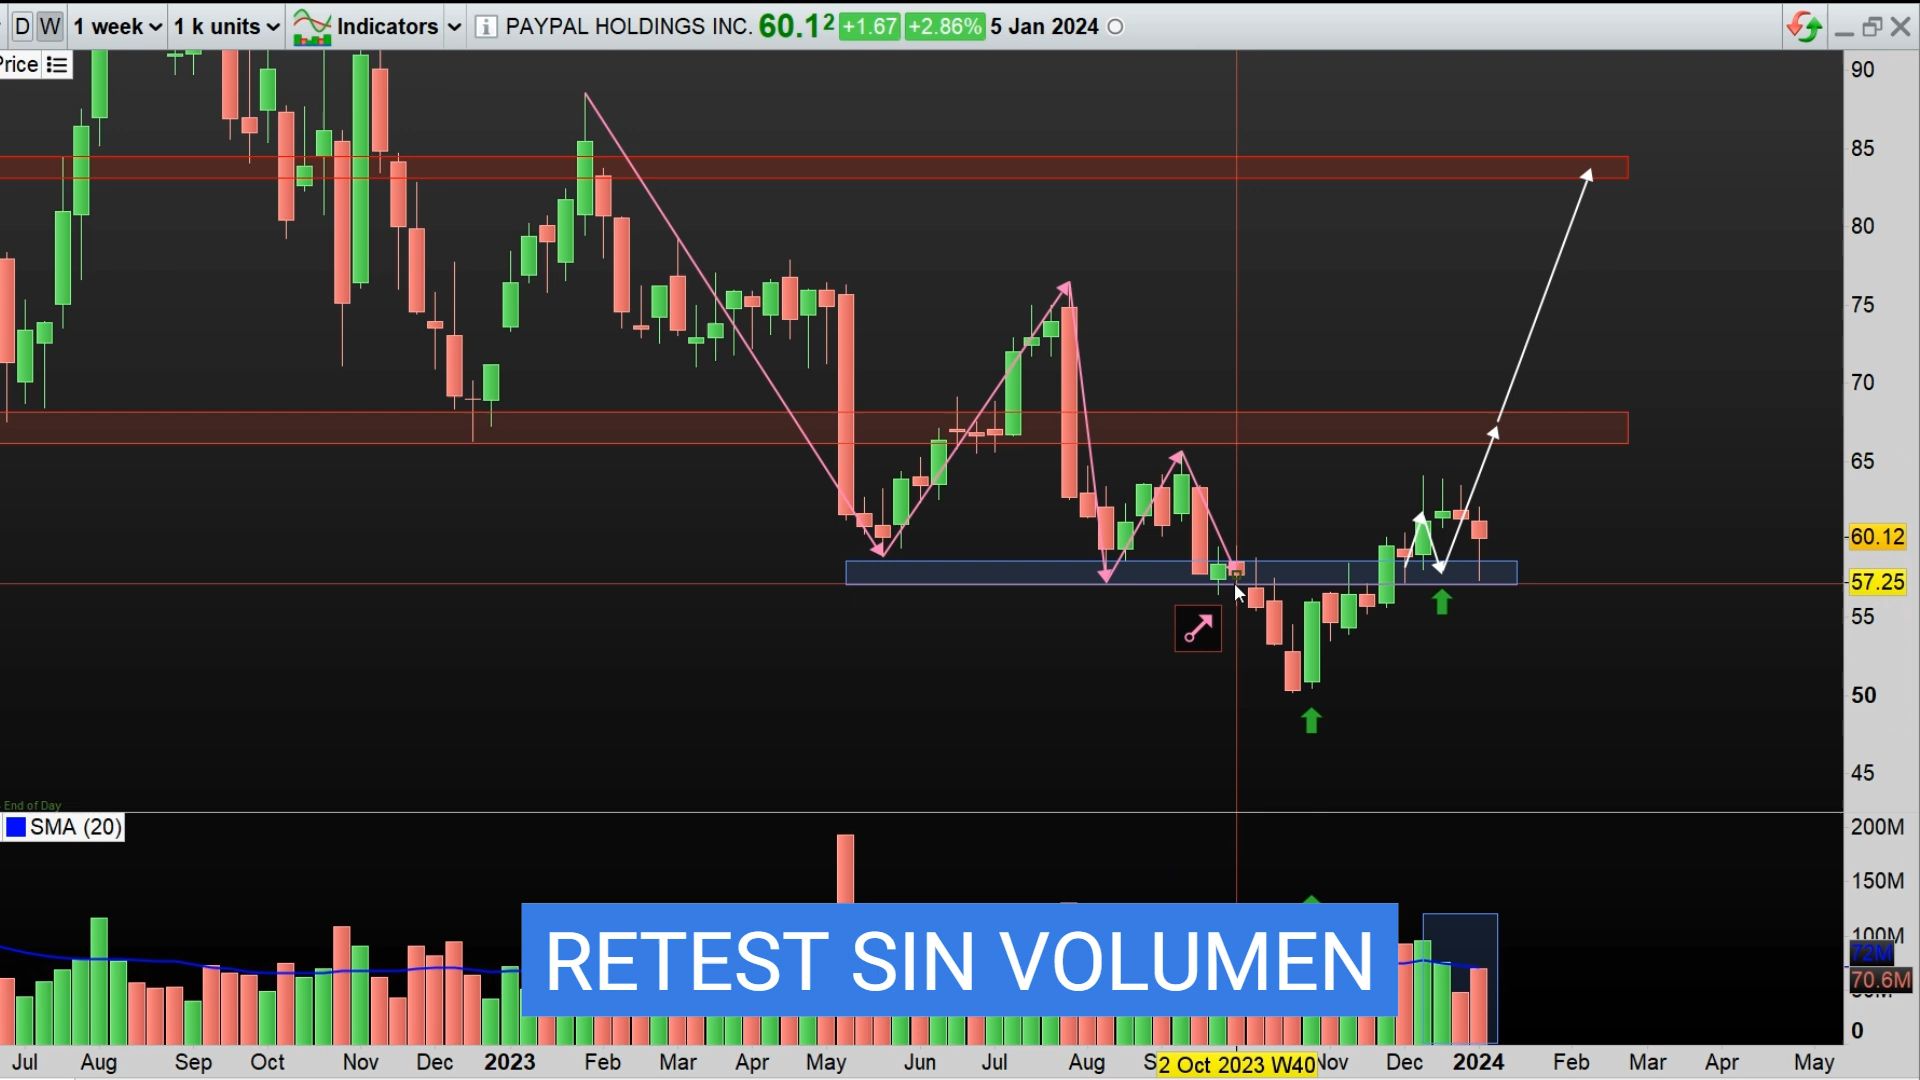 D W 1 week 1 k units Indicators i PAYPAL HOLDINGS INC. 60.12 +1.67 +2.86% 5 Jan 2024
Price
90
85
80
75
70
65
60.12
57.25
55
50
45
End of Day
SMA (20)
200M
150M
100M
72M
70.6M
0
RETEST SIN VOLUMEN
Jul Aug Sep Oct Nov Dec 2023 Feb Mar Apr May Jun Jul Aug 2 Oct 2023 W40 Nov Dec 2024 Feb Mar Apr May